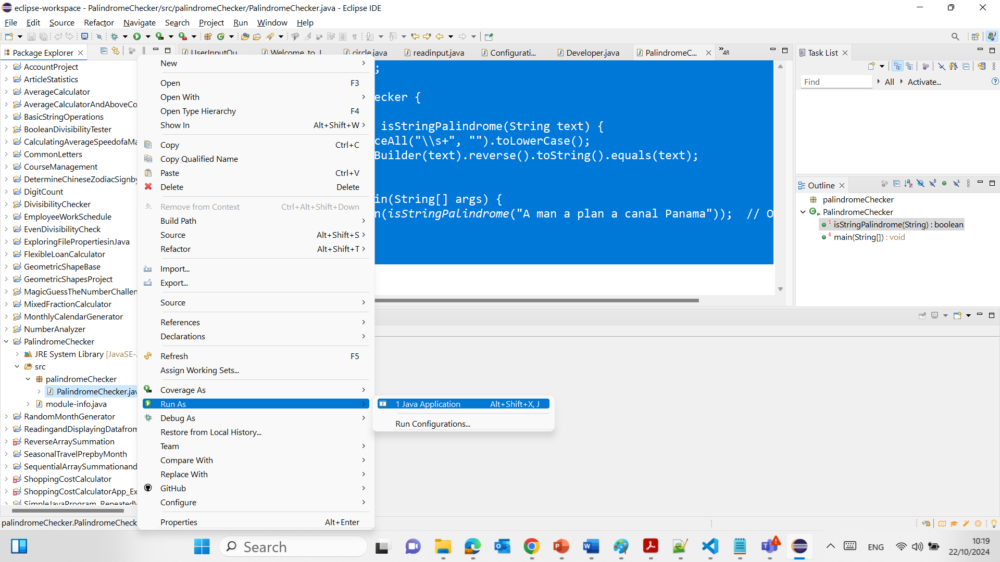 eclipse-workspace - PalindromeChecker/src/palindromeChecker/PalindromeChecker.java - Eclipse IDE
File Edit Source Refactor Navigate Search Project Run Window Help
Package Explorer
UserInputOu Welcome_to_J circle.java readinput.java Configurati... Developer.java PalindromeC... 48
AccountProject
ArticleStatistics
AverageCalculator
AverageCalculatorAndAboveCo
BasicStringOperations
BooleanDivisibilityTester
CalculatingAverageSpeedofaMa
CommonLetters
CourseManagement
DetermineChineseZodiacSignby
DigitCount
DivisibilityChecker
EmployeeWorkSchedule
EvenDivisibilityCheck
ExploringFilePropertiesinJava
FlexibleLoanCalculator
GeometricShapeBase
GeometricShapesProject
MagicGuessTheNumberChallen
MixedFractionCalculator
MonthlyCalendarGenerator
NumberAnalyzer
PalindromeChecker
JRE System Library [JavaSE-
src
palindromeChecker
PalindromeChecker.jav
module-info.java
RandomMonthGenerator
ReadingandDisplayingDatafrom
ReverseArraySummation
SeasonalTravelPrepbyMonth
SequentialArraySummationand
ShoppingCostCalculator
ShoppingCostCalculatorApp_Ex
SimpleJavaProgram_RepeatedV
New
Open F3
Open With
Open Type Hierarchy F4
Show In Alt+Shift+W
Copy Ctrl+C
Copy Qualified Name
Paste Ctrl+V
Delete Delete
Remove from Context Ctrl+Alt+Shift+Down
Build Path
Source Alt+Shift+S
Refactor Alt+Shift+T
Import...
Export...
Source
References
Declarations
Refresh F5
Assign Working Sets...
Coverage As
Run As
Debug As
Restore from Local History...
Team
Compare With
Replace With
GitHub
Configure
Properties Alt+Enter
1 Java Application Alt+Shift+X, J
Run Configurations...
;
ecker {
isStringPalindrome(String text) {
ceAll("\\s+", "").toLowerCase();
Builder(text).reverse().toString().equals(text);
in(String[] args) {
n(isStringPalindrome("A man a plan a canal Panama")); // O
Task List
Find All Activate...
Outline
palindromeChecker
PalindromeChecker
isStringPalindrome(String) : boolean
main(String[]) : void
palindromeChecker.PalindromeCheck
Search
ENG
10:19
22/10/2024